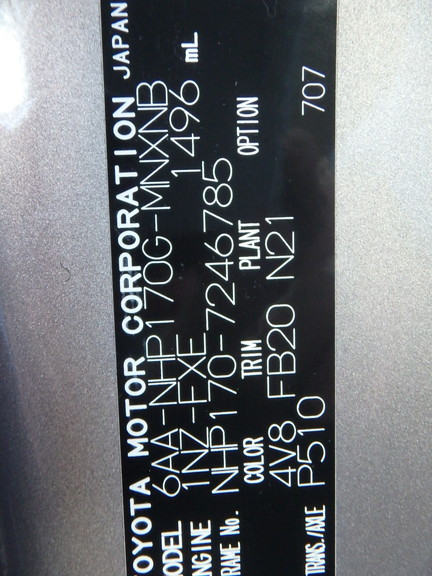 TOYOTA MOTOR CORPORATION JAPAN
MODEL 6AA-NHP170G-MNXNB
ENGINE 1NZ-FXE 1496 mL
FRAME No. NHP170-7246785
COLOR TRIM PLANT OPTION
4V8 FB20 N21
TRANS./AXLE P510 707